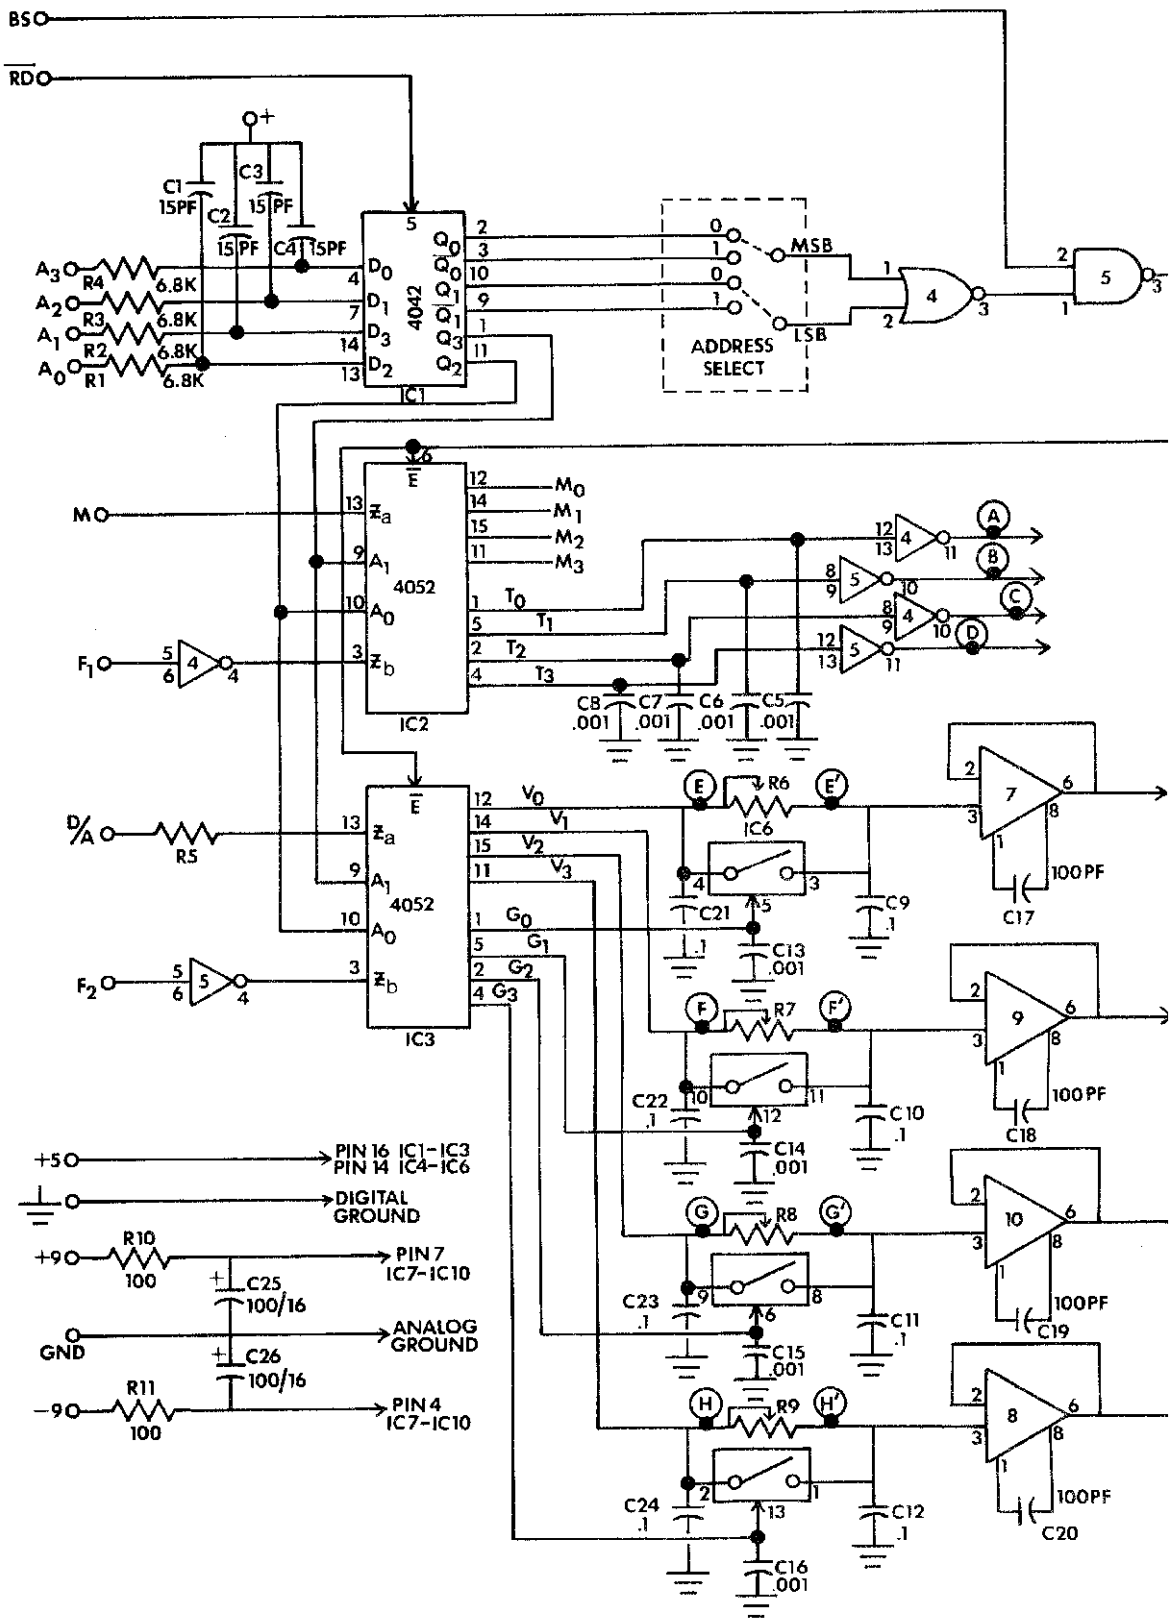 BS
RD
+
C1
15PF
C2
15PF
C3
15PF
C4
15PF
A3
R4
6.8K
A2
R3
6.8K
A1
R2
6.8K
A0
R1
6.8K
5
D0
4
D1
7
D3
14
D2
13
4042
Q0
2
Q0
3
Q1
10
Q1
9
Q3
1
Q2
11
IC1
0
1
0
1
MSB
LSB
ADDRESS
SELECT
1
2
4
3
2
1
5
3
6
E
M
13
Za
9
A1
10
A0
3
Zb
4052
IC2
12
M0
14
M1
15
M2
11
M3
1
T0
5
T1
2
T2
4
T3
F1
5
6
4
4
12
13
4
11
A
8
9
5
10
B
8
9
4
10
C
12
13
5
11
D
C8
.001
C7
.001
C6
.001
C5
.001
E
D/A
R5
13
Za
9
A1
10
A0
3
Zb
4052
IC3
F2
5
6
5
4
12
V0
14
V1
15
V2
11
V3
1
G0
5
G1
2
G2
4
G3
E
R6
E'
IC6
4
3
5
C21
.1
C13
.001
C9
.1
2
3
7
6
1
8
100PF
C17
F
R7
F'
10
11
12
C22
.1
C14
.001
C10
.1
2
3
9
6
1
8
100PF
C18
G
R8
G'
9
8
6
C23
.1
C15
.001
C11
.1
2
3
10
6
1
8
100PF
C19
H
R9
H'
2
1
13
C24
.1
C16
.001
C12
.1
2
3
8
6
1
8
100PF
C20
+5
PIN 16 IC1-IC3
PIN 14 IC4-IC6
DIGITAL
GROUND
+9
R10
100
PIN 7
IC7-IC10
+
C25
100/16
GND
ANALOG
GROUND
+
C26
100/16
-9
R11
100
PIN 4
IC7-IC10